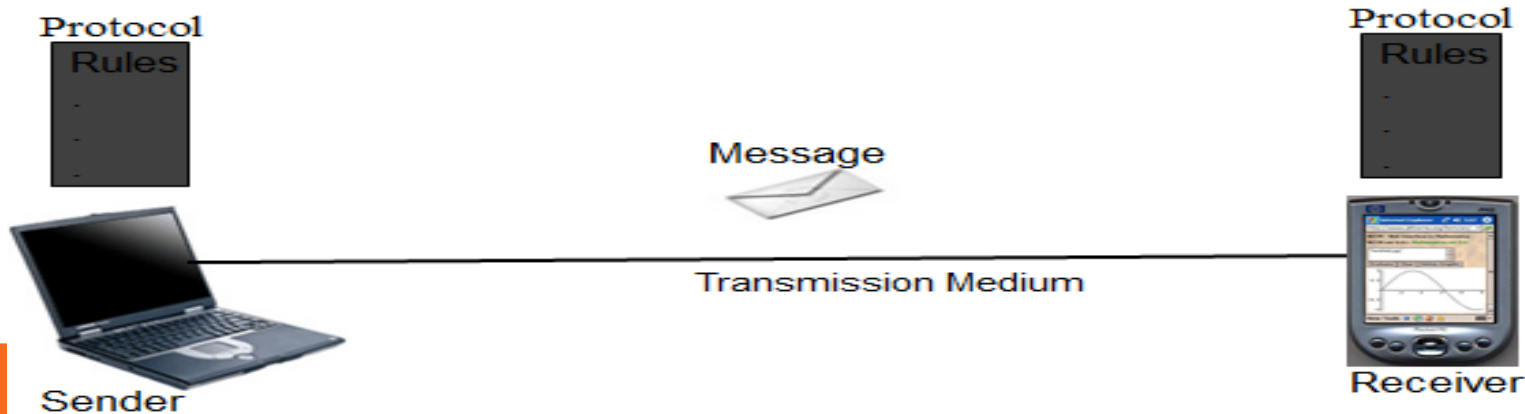 Protocol
Rules
-
-
-
Protocol
Rules
-
-
-
Message
Transmission Medium
Sender
Receiver